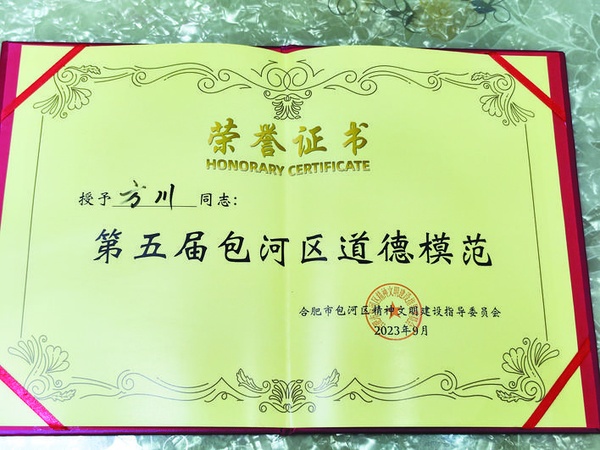 荣誉证书
HONORARY CERTIFICATE
授予 方川 同志：
第五届包河区道德模范
合肥市包河区精神文明建设指导委员会
2023年9月